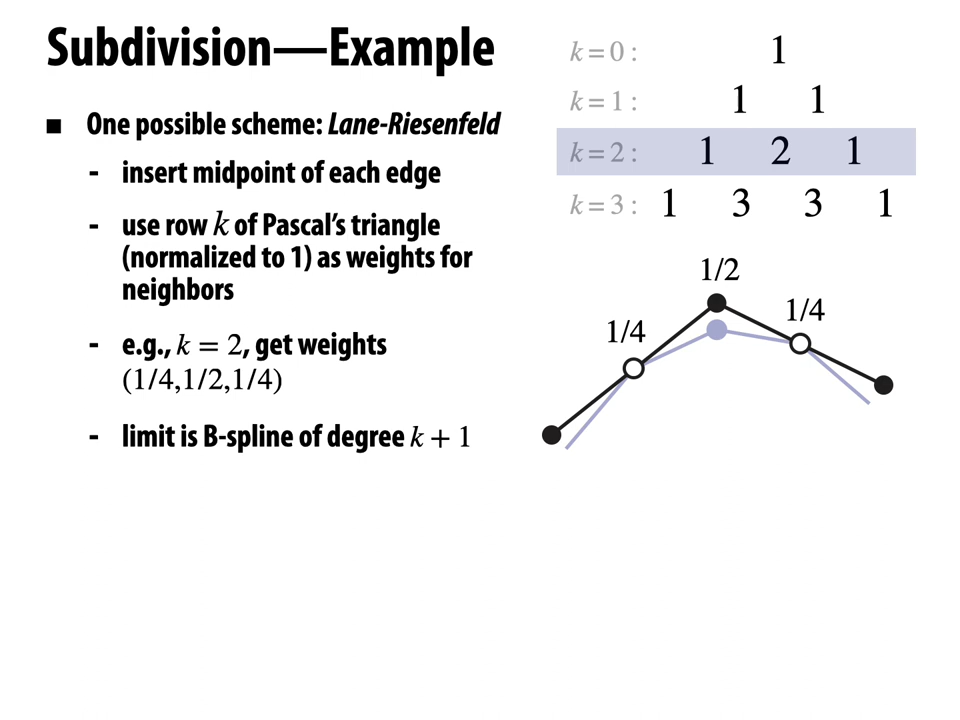 Subdivision—Example
■ One possible scheme: Lane-Riesenfeld
- insert midpoint of each edge
- use row k of Pascal's triangle
(normalized to 1) as weights for
neighbors
- e.g., k = 2, get weights
(1/4,1/2,1/4)
- limit is B-spline of degree k + 1
k = 0 : 1
k = 1 : 1 1
k = 2 : 1 2 1
k = 3 : 1 3 3 1
1/2
1/4
1/4